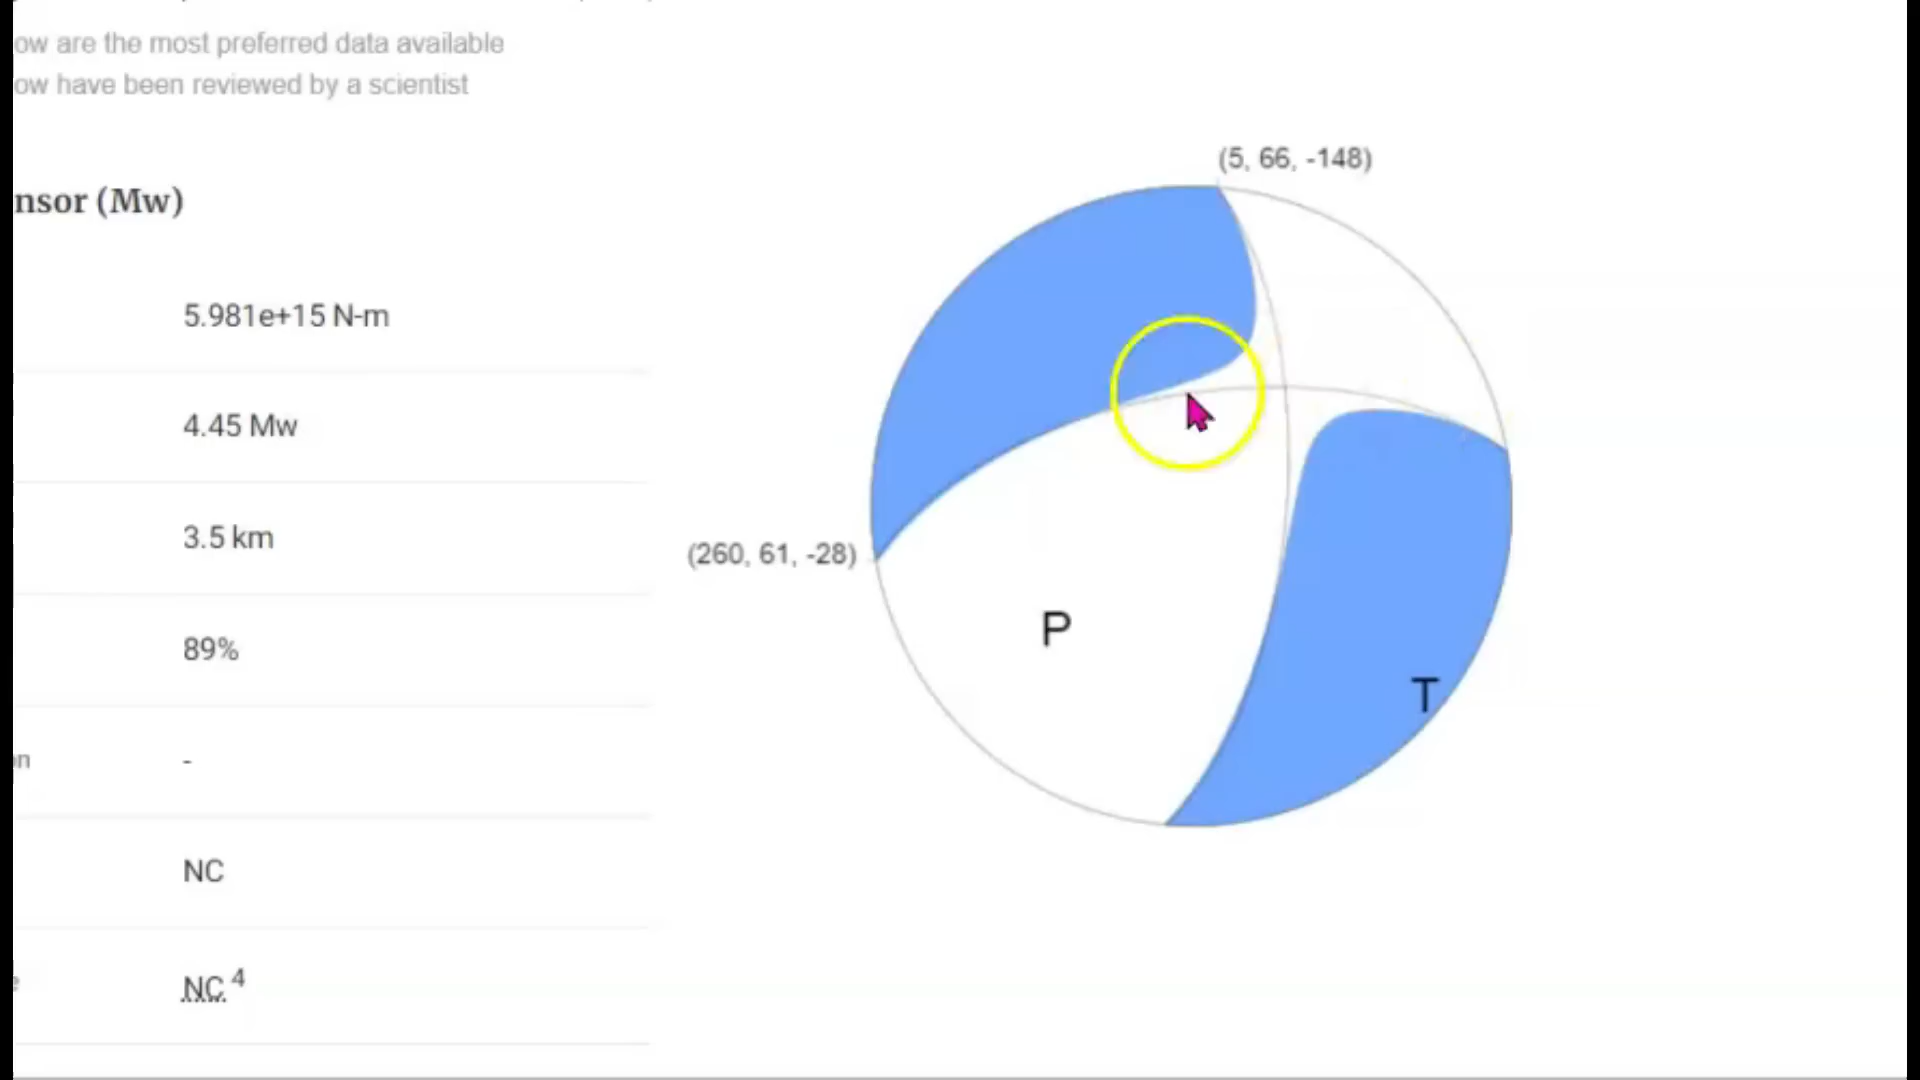 ow are the most preferred data available
ow have been reviewed by a scientist
nsor (Mw)
5.981e+15 N-m
4.45 Mw
3.5 km
89%
on
-
NC
e
NC 4
(5, 66, -148)
(260, 61, -28)
P
T